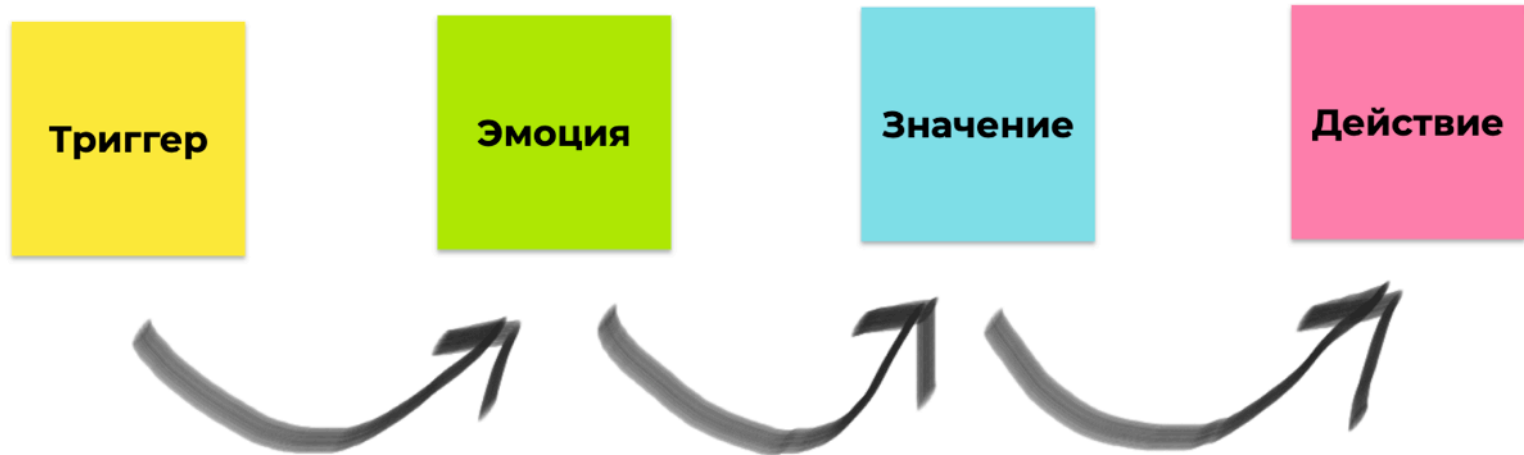 Триггер
Эмоция
Значение
Действие